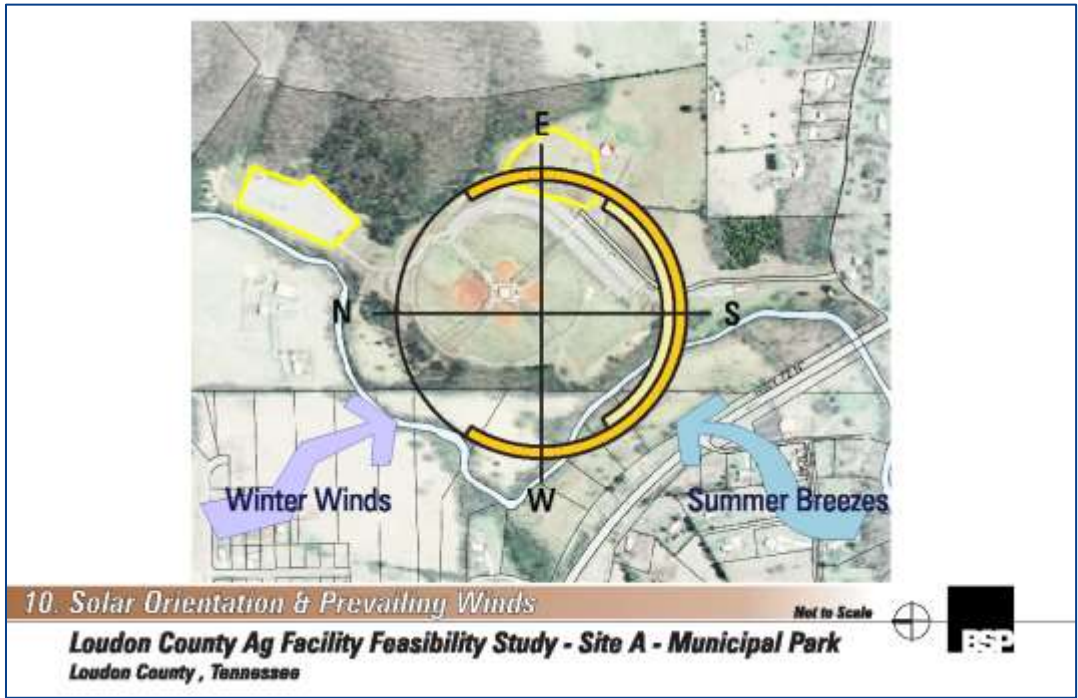 E
N
S
Winter Winds
W
Summer Breezes
10. Solar Orientation & Prevailing Winds
Not to Scale
BSP
Loudon County Ag Facility Feasibility Study - Site A - Municipal Park
Loudon County , Tennessee